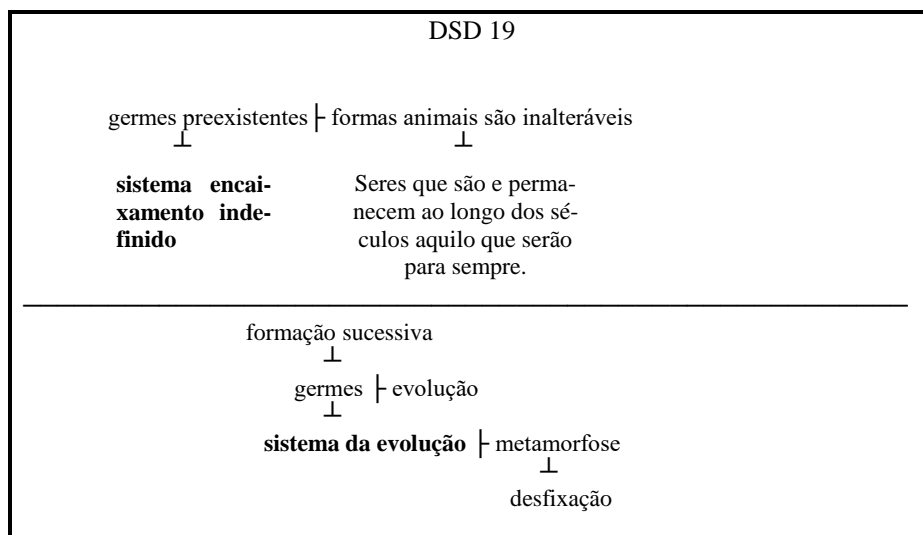 DSD 19
germes preexistentes ├ formas animais são inalteráveis
┴ ┴
sistema encai- Seres que são e perma-
xamento inde- necem ao longo dos sé-
finido culos aquilo que serão
para sempre.
formação sucessiva
┴
germes ├ evolução
┴
sistema da evolução ├ metamorfose
┴
desfixação